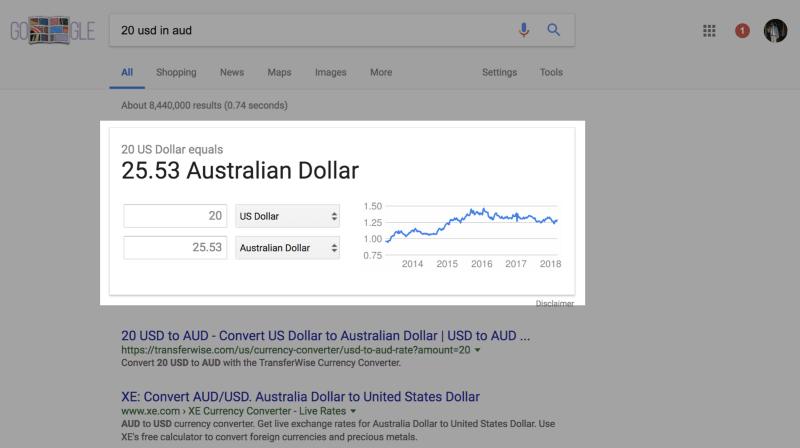 GO GLE
20 usd in aud
1
All Shopping News Maps Images More Settings Tools
About 8,440,000 results (0.74 seconds)
20 US Dollar equals
25.53 Australian Dollar
20 US Dollar
25.53 Australian Dollar
1.50
1.25
1.00
0.75
2014 2015 2016 2017 2018
Disclaimer
20 USD to AUD - Convert US Dollar to Australian Dollar | USD to AUD ...
https://transferwise.com/us/currency-converter/usd-to-aud-rate?amount=20
Convert 20 USD to AUD with the TransferWise Currency Converter.
XE: Convert AUD/USD. Australia Dollar to United States Dollar
www.xe.com › XE Currency Converter - Live Rates
AUD to USD currency converter. Get live exchange rates for Australia Dollar to United States Dollar. Use
XE's free calculator to convert foreign currencies and precious metals.